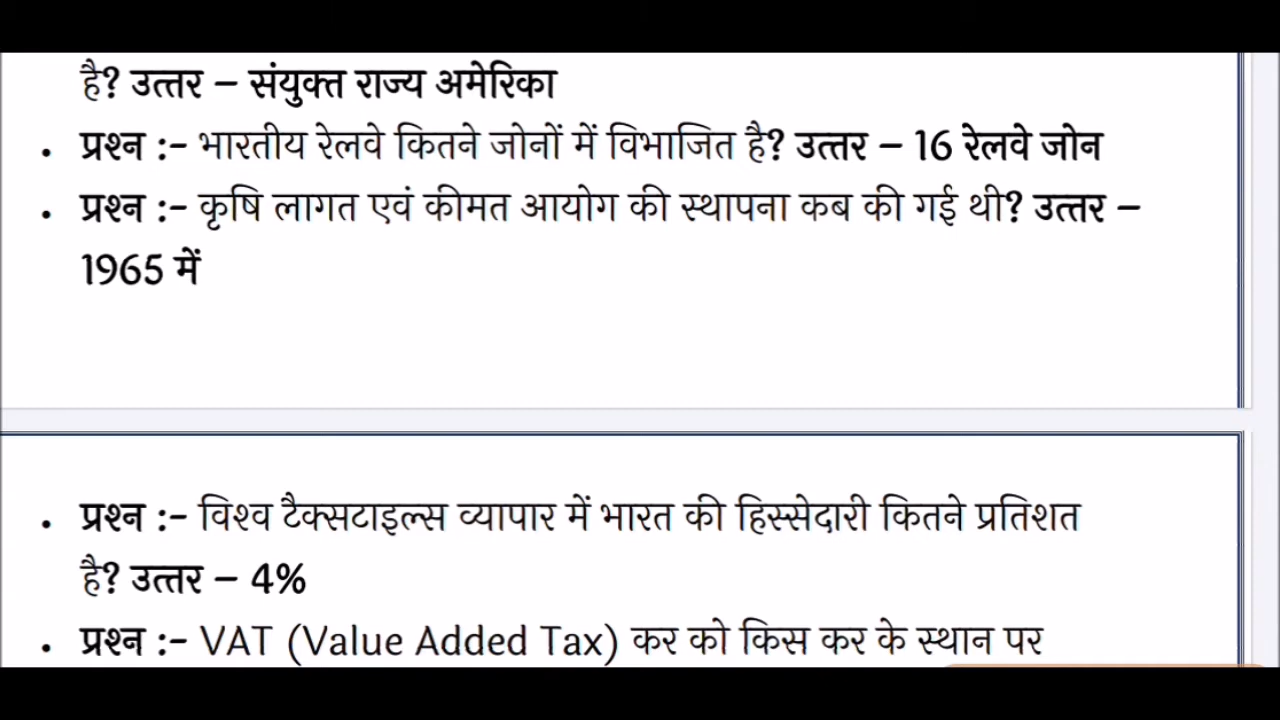 है? उत्तर – संयुक्त राज्य अमेरिका
• प्रश्न :- भारतीय रेलवे कितने जोनों में विभाजित है? उत्तर – 16 रेलवे जोन
• प्रश्न :- कृषि लागत एवं कीमत आयोग की स्थापना कब की गई थी? उत्तर –
1965 में
• प्रश्न :- विश्व टैक्सटाइल्स व्यापार में भारत की हिस्सेदारी कितने प्रतिशत
है? उत्तर – 4%
• प्रश्न :- VAT (Value Added Tax) कर को किस कर के स्थान पर